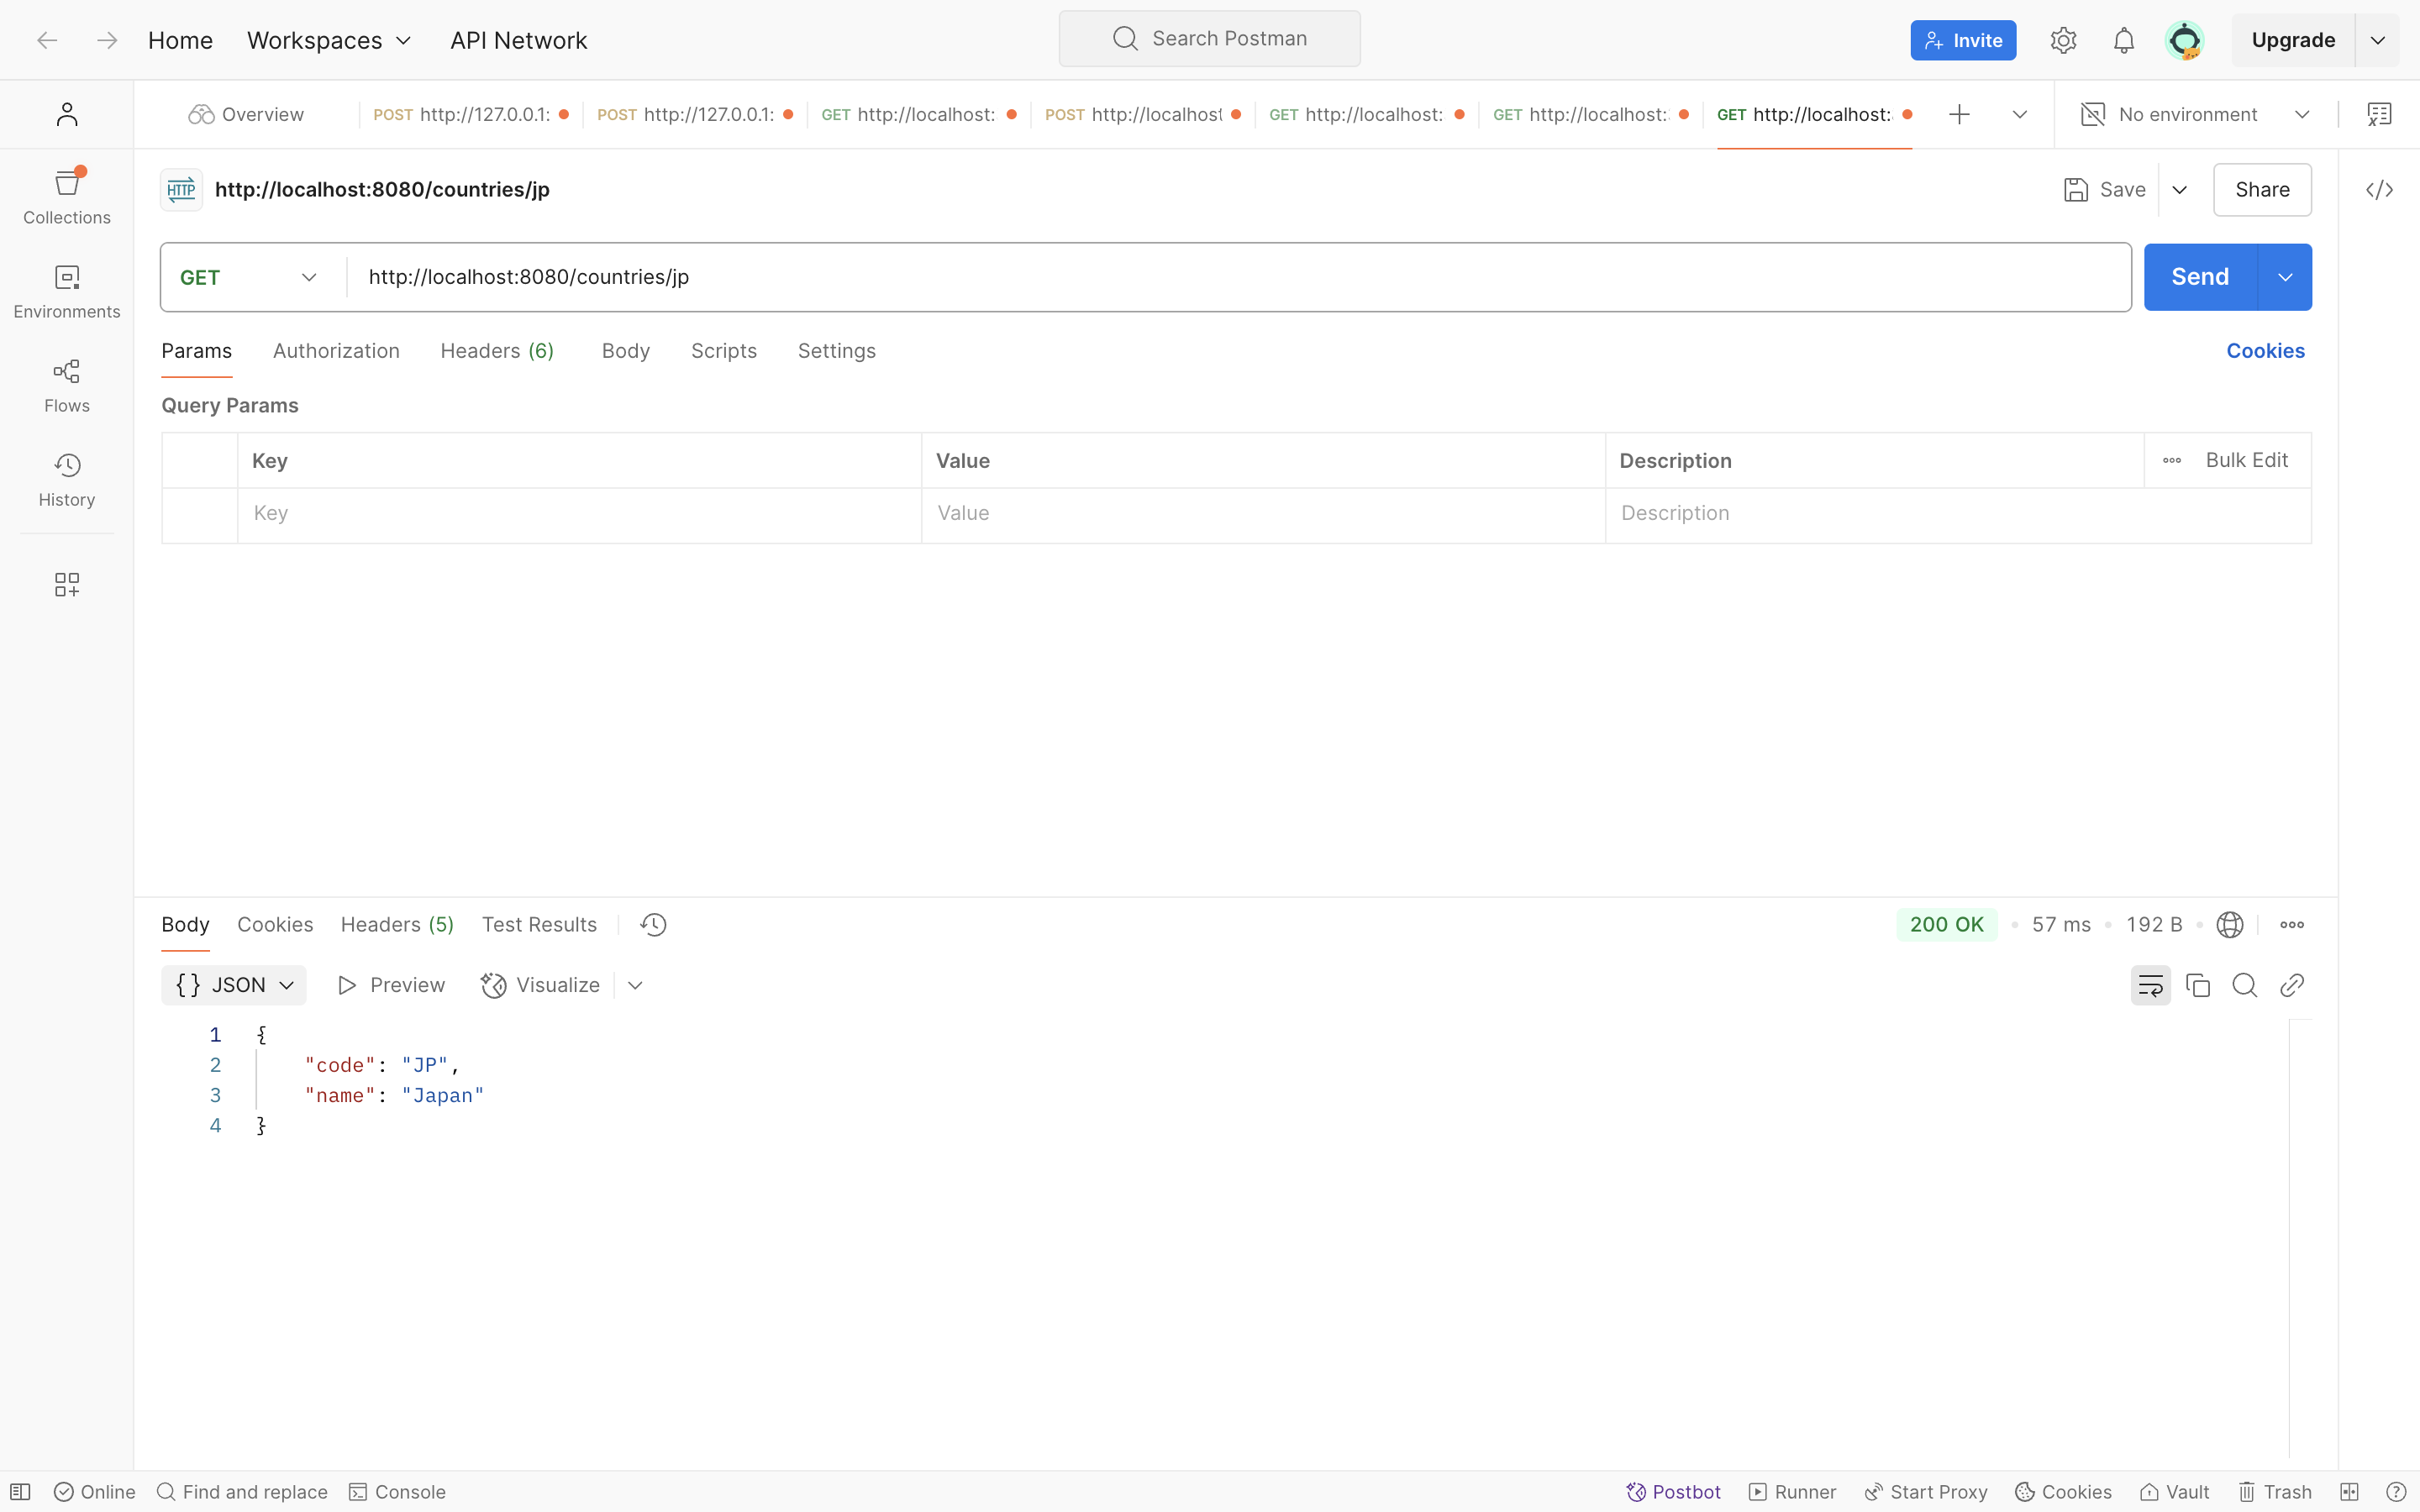 Home Workspaces API Network Search Postman Invite Upgrade
Overview POST http://127.0.0.1: POST http://127.0.0.1: GET http://localhost: POST http://localhost GET http://localhost: GET http://localhost: GET http://localhost: No environment
HTTP http://localhost:8080/countries/jp Save Share
Collections
GET http://localhost:8080/countries/jp Send
Environments
Params Authorization Headers (6) Body Scripts Settings Cookies
Flows
Query Params
Key Value Description Bulk Edit
History
Key Value Description
Body Cookies Headers (5) Test Results 200 OK 57 ms 192 B
{} JSON Preview Visualize
1 {
2 "code": "JP",
3 "name": "Japan"
4 }
Online Find and replace Console Postbot Runner Start Proxy Cookies Vault Trash